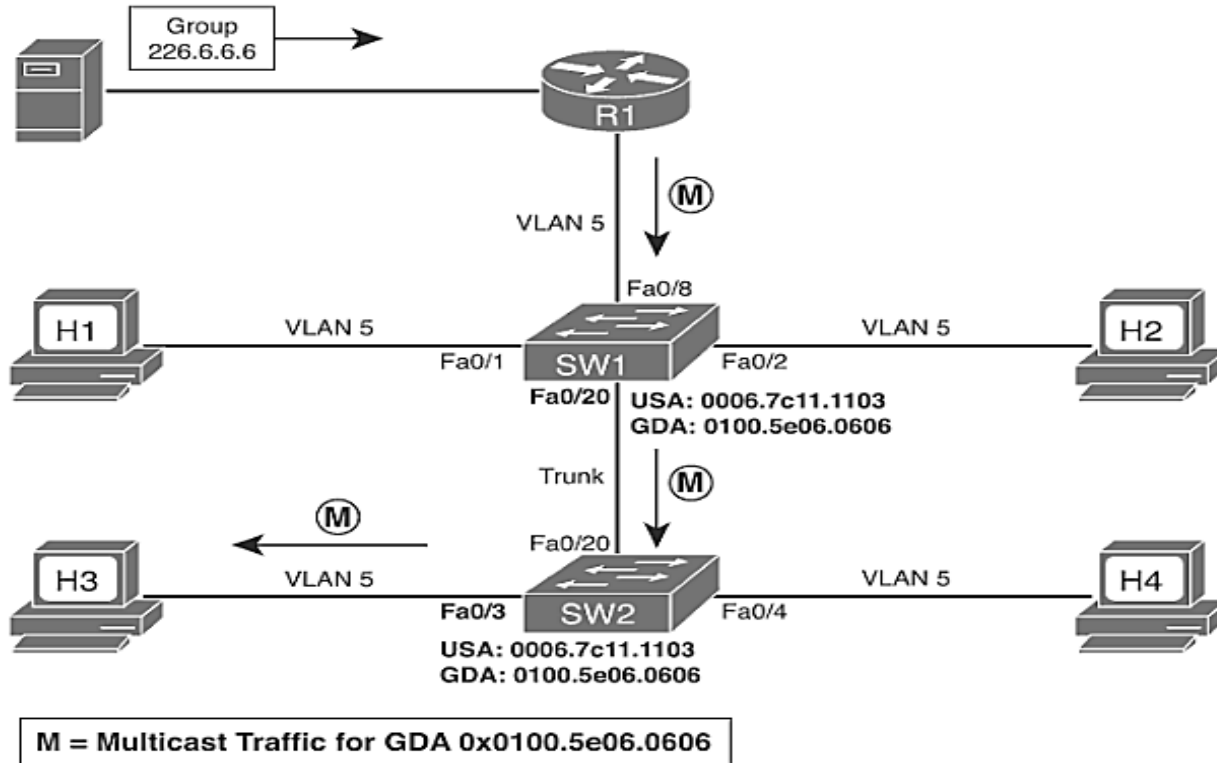 Group
226.6.6.6
R1
M
VLAN 5
Fa0/8
H1
VLAN 5
Fa0/1
SW1
Fa0/2
VLAN 5
H2
Fa0/20
USA: 0006.7c11.1103
GDA: 0100.5e06.0606
Trunk
M
M
Fa0/20
H3
VLAN 5
Fa0/3
SW2
Fa0/4
VLAN 5
H4
USA: 0006.7c11.1103
GDA: 0100.5e06.0606
M = Multicast Traffic for GDA 0x0100.5e06.0606